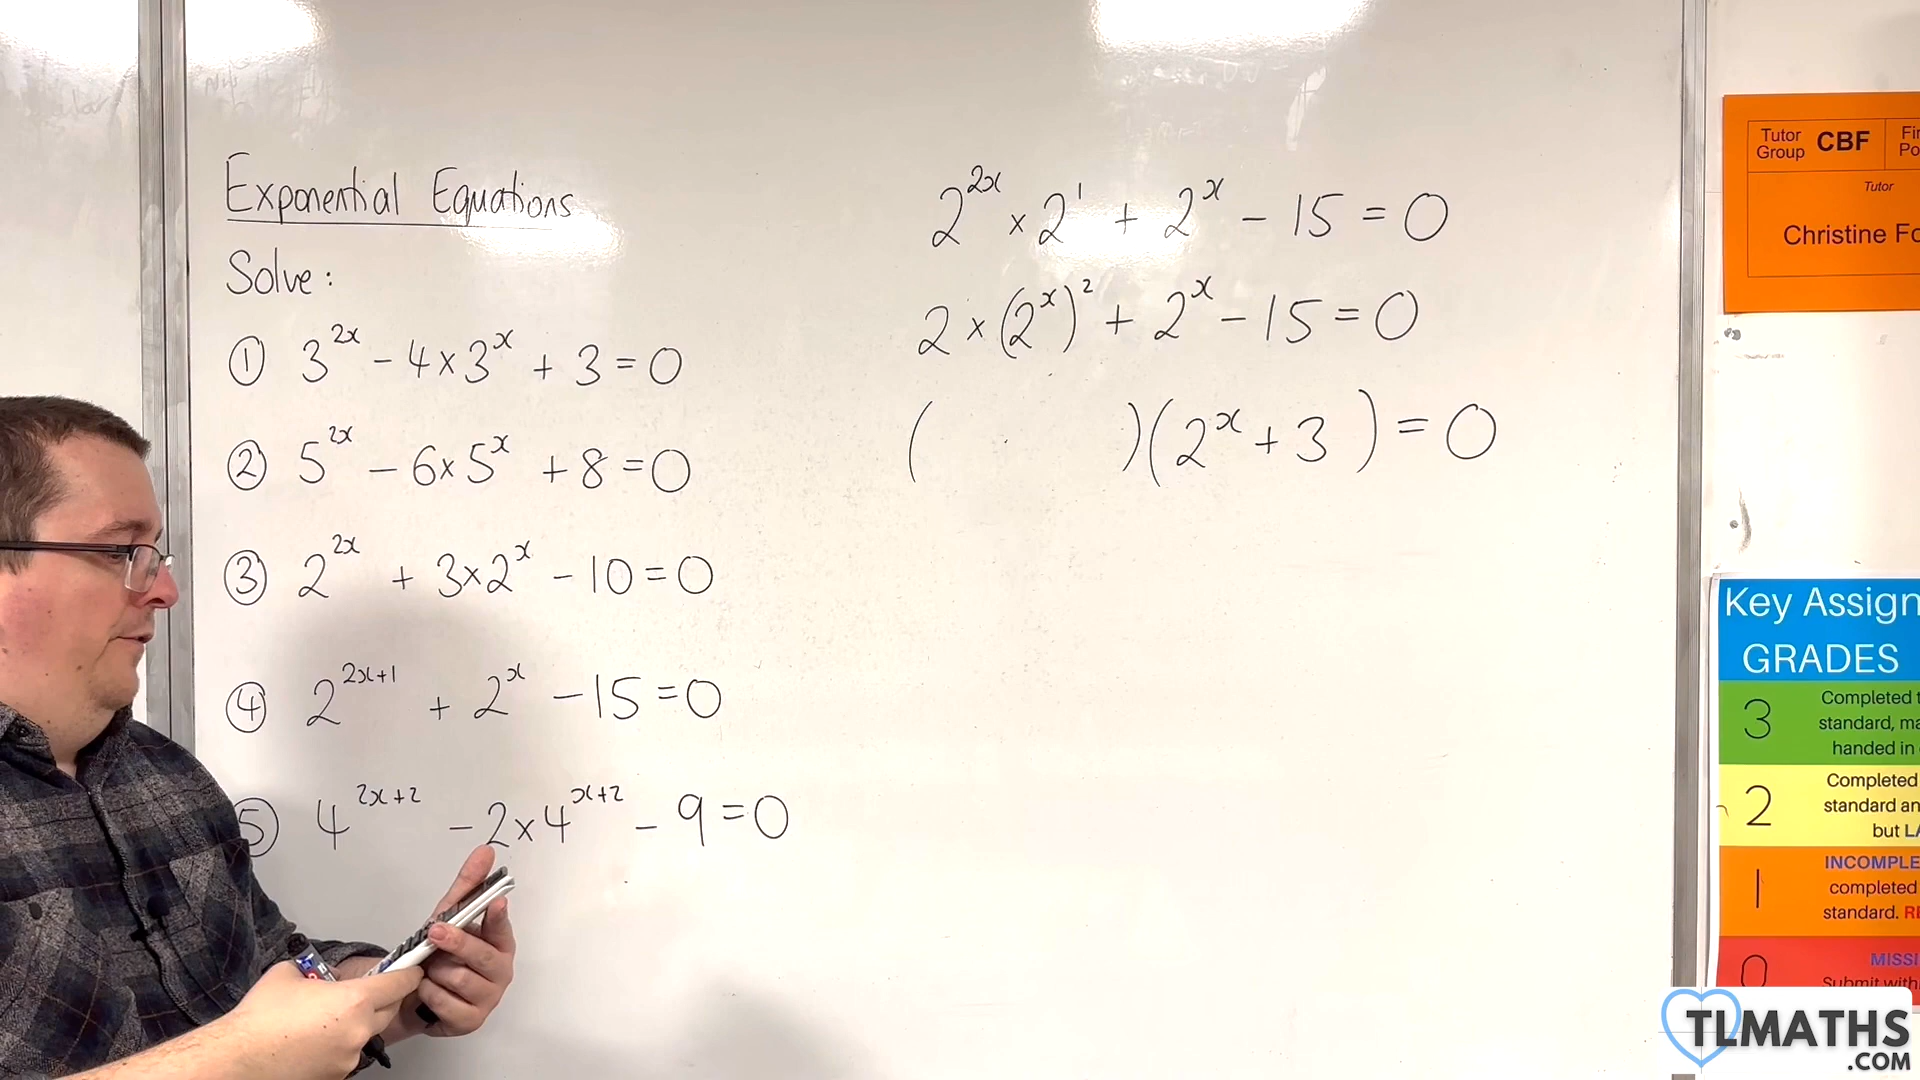 Exponential Equations
Solve:
① 3^{2x} - 4×3^x + 3 = 0
② 5^{2x} - 6×5^x + 8 = 0
③ 2^{2x} + 3×2^x - 10 = 0
④ 2^{2x+1} + 2^x - 15 = 0
⑤ 4^{2x+2} - 2×4^{x+2} - 9 = 0
2^{2x} × 2^1 + 2^x - 15 = 0
2 × (2^x)^2 + 2^x - 15 = 0
( )(2^x + 3 ) = 0
Tutor Group CBF
Tutor
Christine
Key Assign
GRADES
3 Completed
standard,
handed in
2 Completed
standard
but
1 INCOMPLE
completed
standard.
0 MISSI
Submit
TLMATHS
.COM